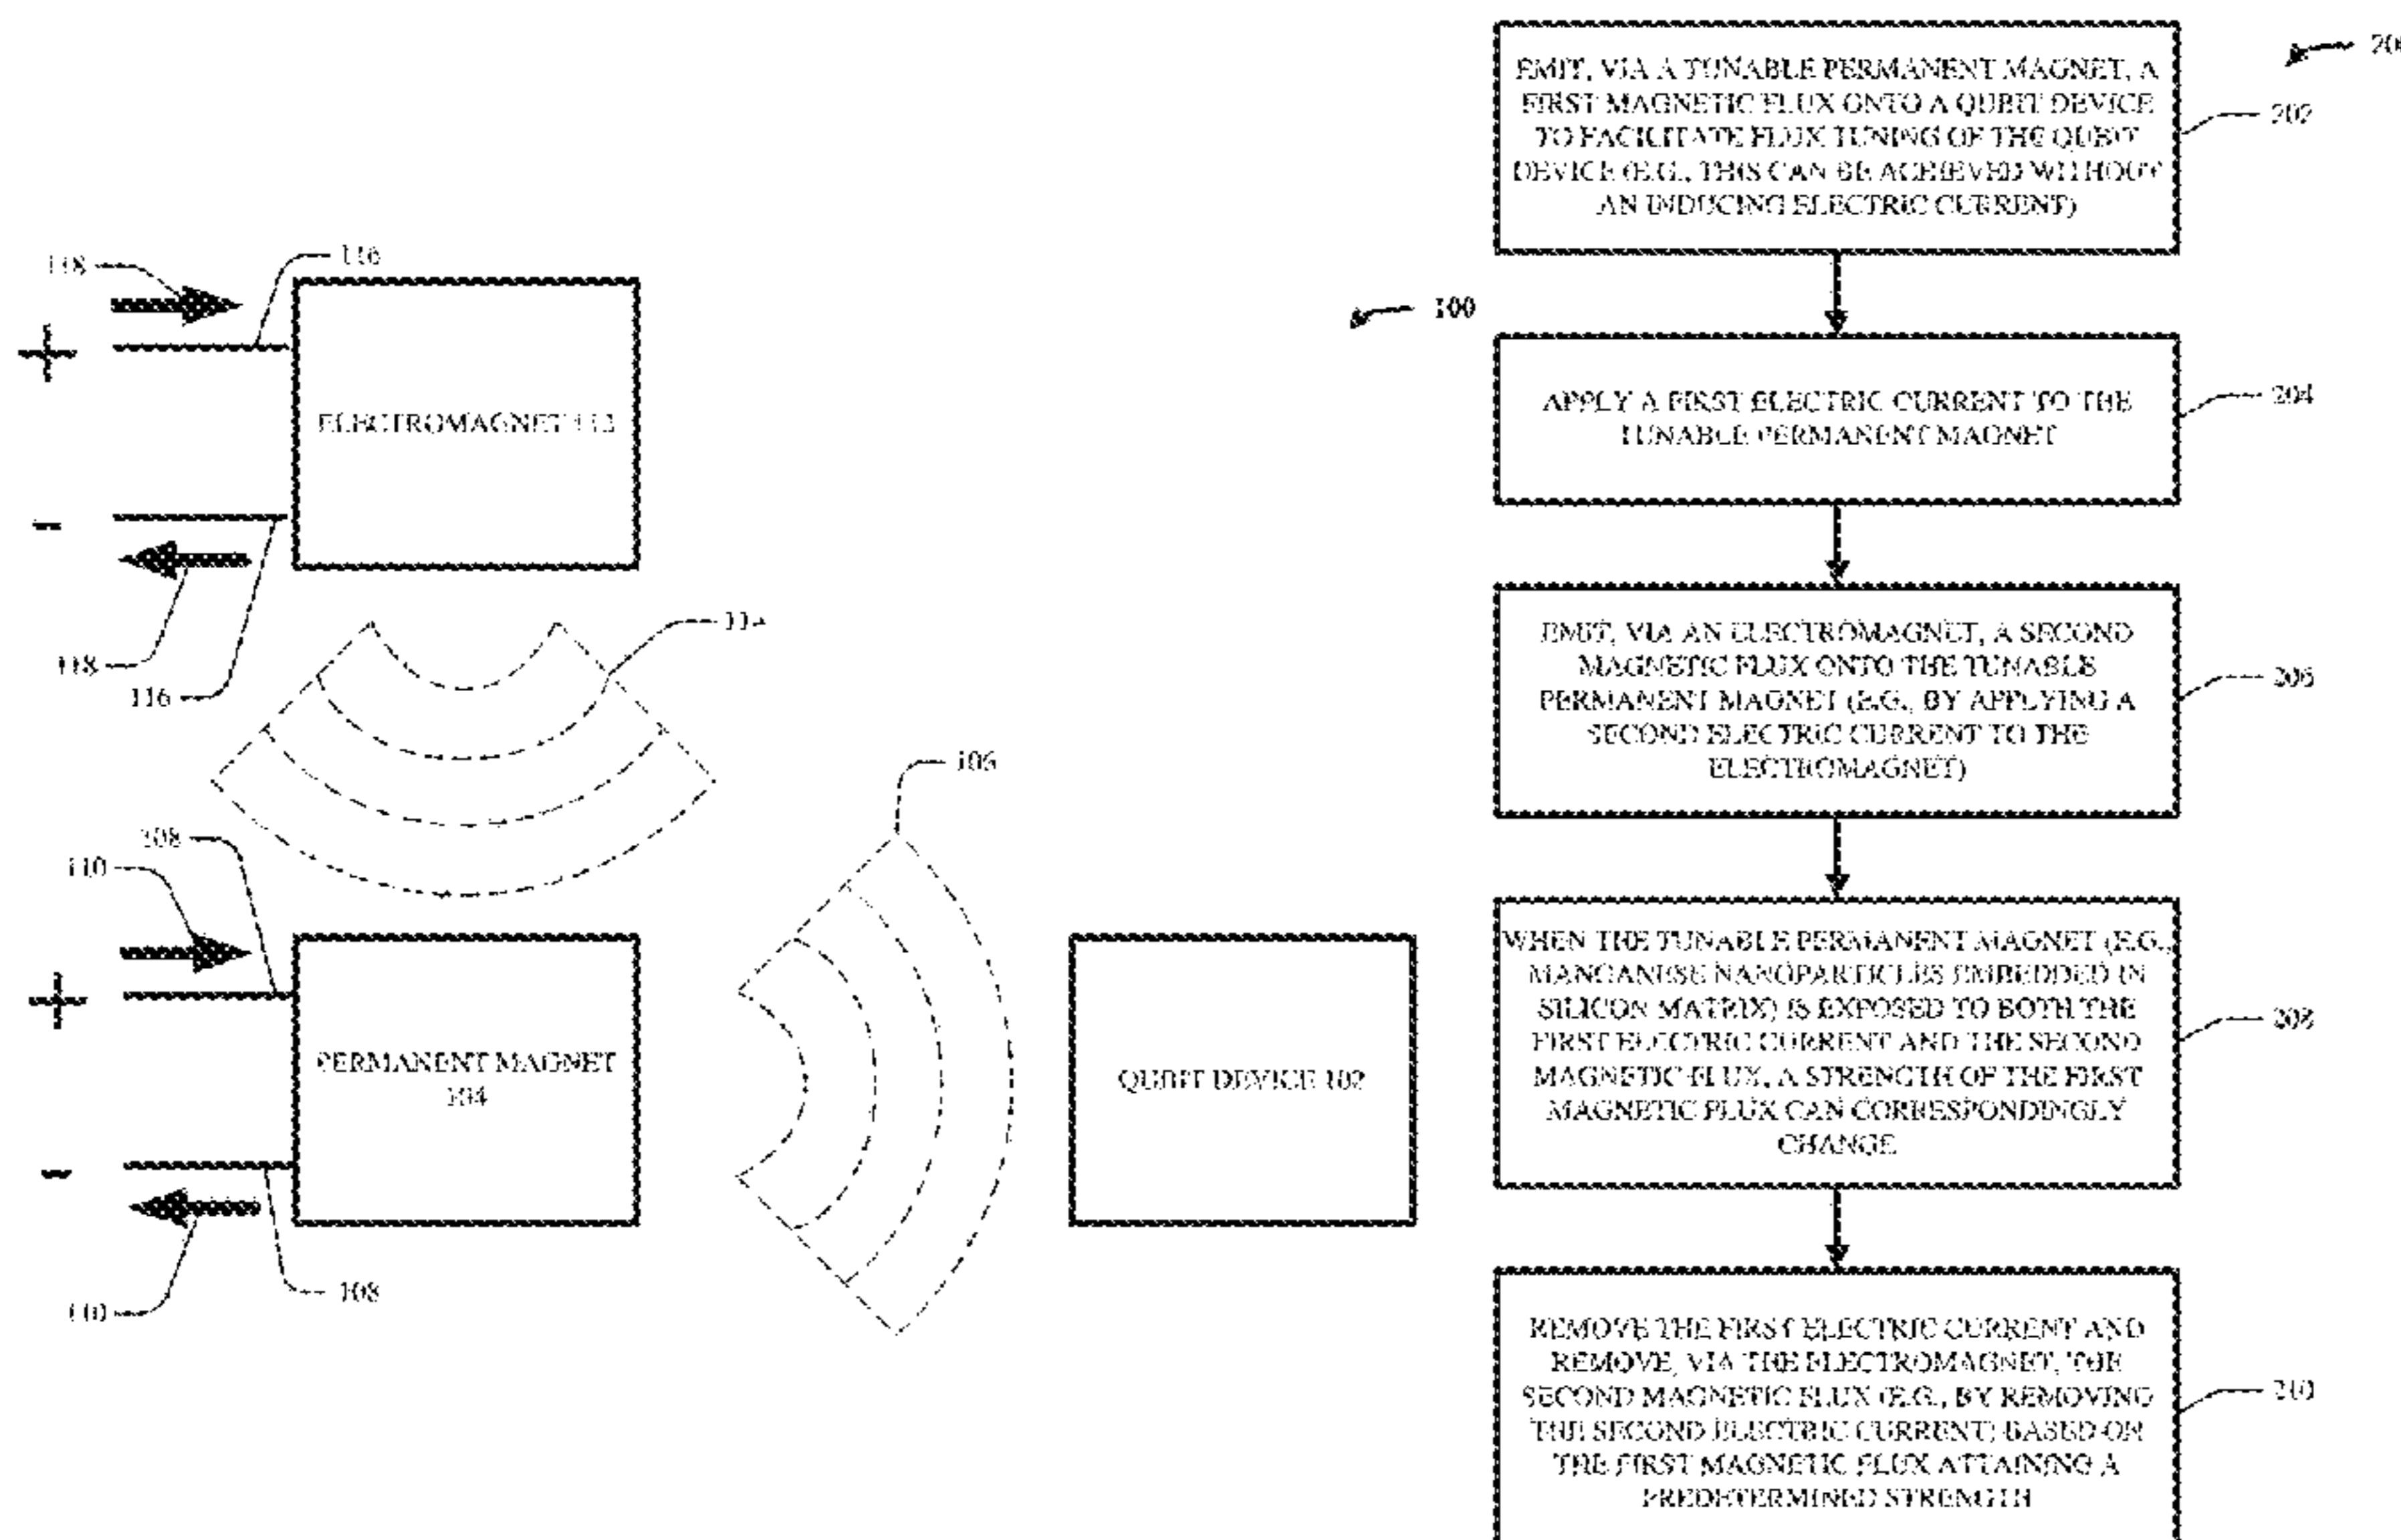 118
116
+
ELECTROMAGNET 112
-
118
116
114
106
108
110
+
PERMANENT MAGNET
104
-
108
110
QUBIT DEVICE 102
100
EMIT, VIA A TUNABLE PERMANENT MAGNET, A
FIRST MAGNETIC FLUX ONTO A QUBIT DEVICE
TO FACILITATE FLUX TUNING OF THE QUBIT
DEVICE (E.G., THIS CAN BE ACHIEVED WITHOUT
AN INDUCING ELECTRIC CURRENT)
202
APPLY A FIRST ELECTRIC CURRENT TO THE
TUNABLE PERMANENT MAGNET
204
EMIT, VIA AN ELECTROMAGNET, A SECOND
MAGNETIC FLUX ONTO THE TUNABLE
PERMANENT MAGNET (E.G., BY APPLYING A
SECOND ELECTRIC CURRENT TO THE
ELECTROMAGNET)
206
WHEN THE TUNABLE PERMANENT MAGNET (E.G.,
MANGANESE NANOPARTICLES EMBEDDED IN
SILICON MATRIX) IS EXPOSED TO BOTH THE
FIRST ELECTRIC CURRENT AND THE SECOND
MAGNETIC FLUX, A STRENGTH OF THE FIRST
MAGNETIC FLUX CAN CORRESPONDINGLY
CHANGE
208
REMOVE THE FIRST ELECTRIC CURRENT AND
REMOVE, VIA THE ELECTROMAGNET, THE
SECOND MAGNETIC FLUX (E.G., BY REMOVING
THE SECOND ELECTRIC CURRENT) BASED ON
THE FIRST MAGNETIC FLUX ATTAINING A
PREDETERMINED STRENGTH
210